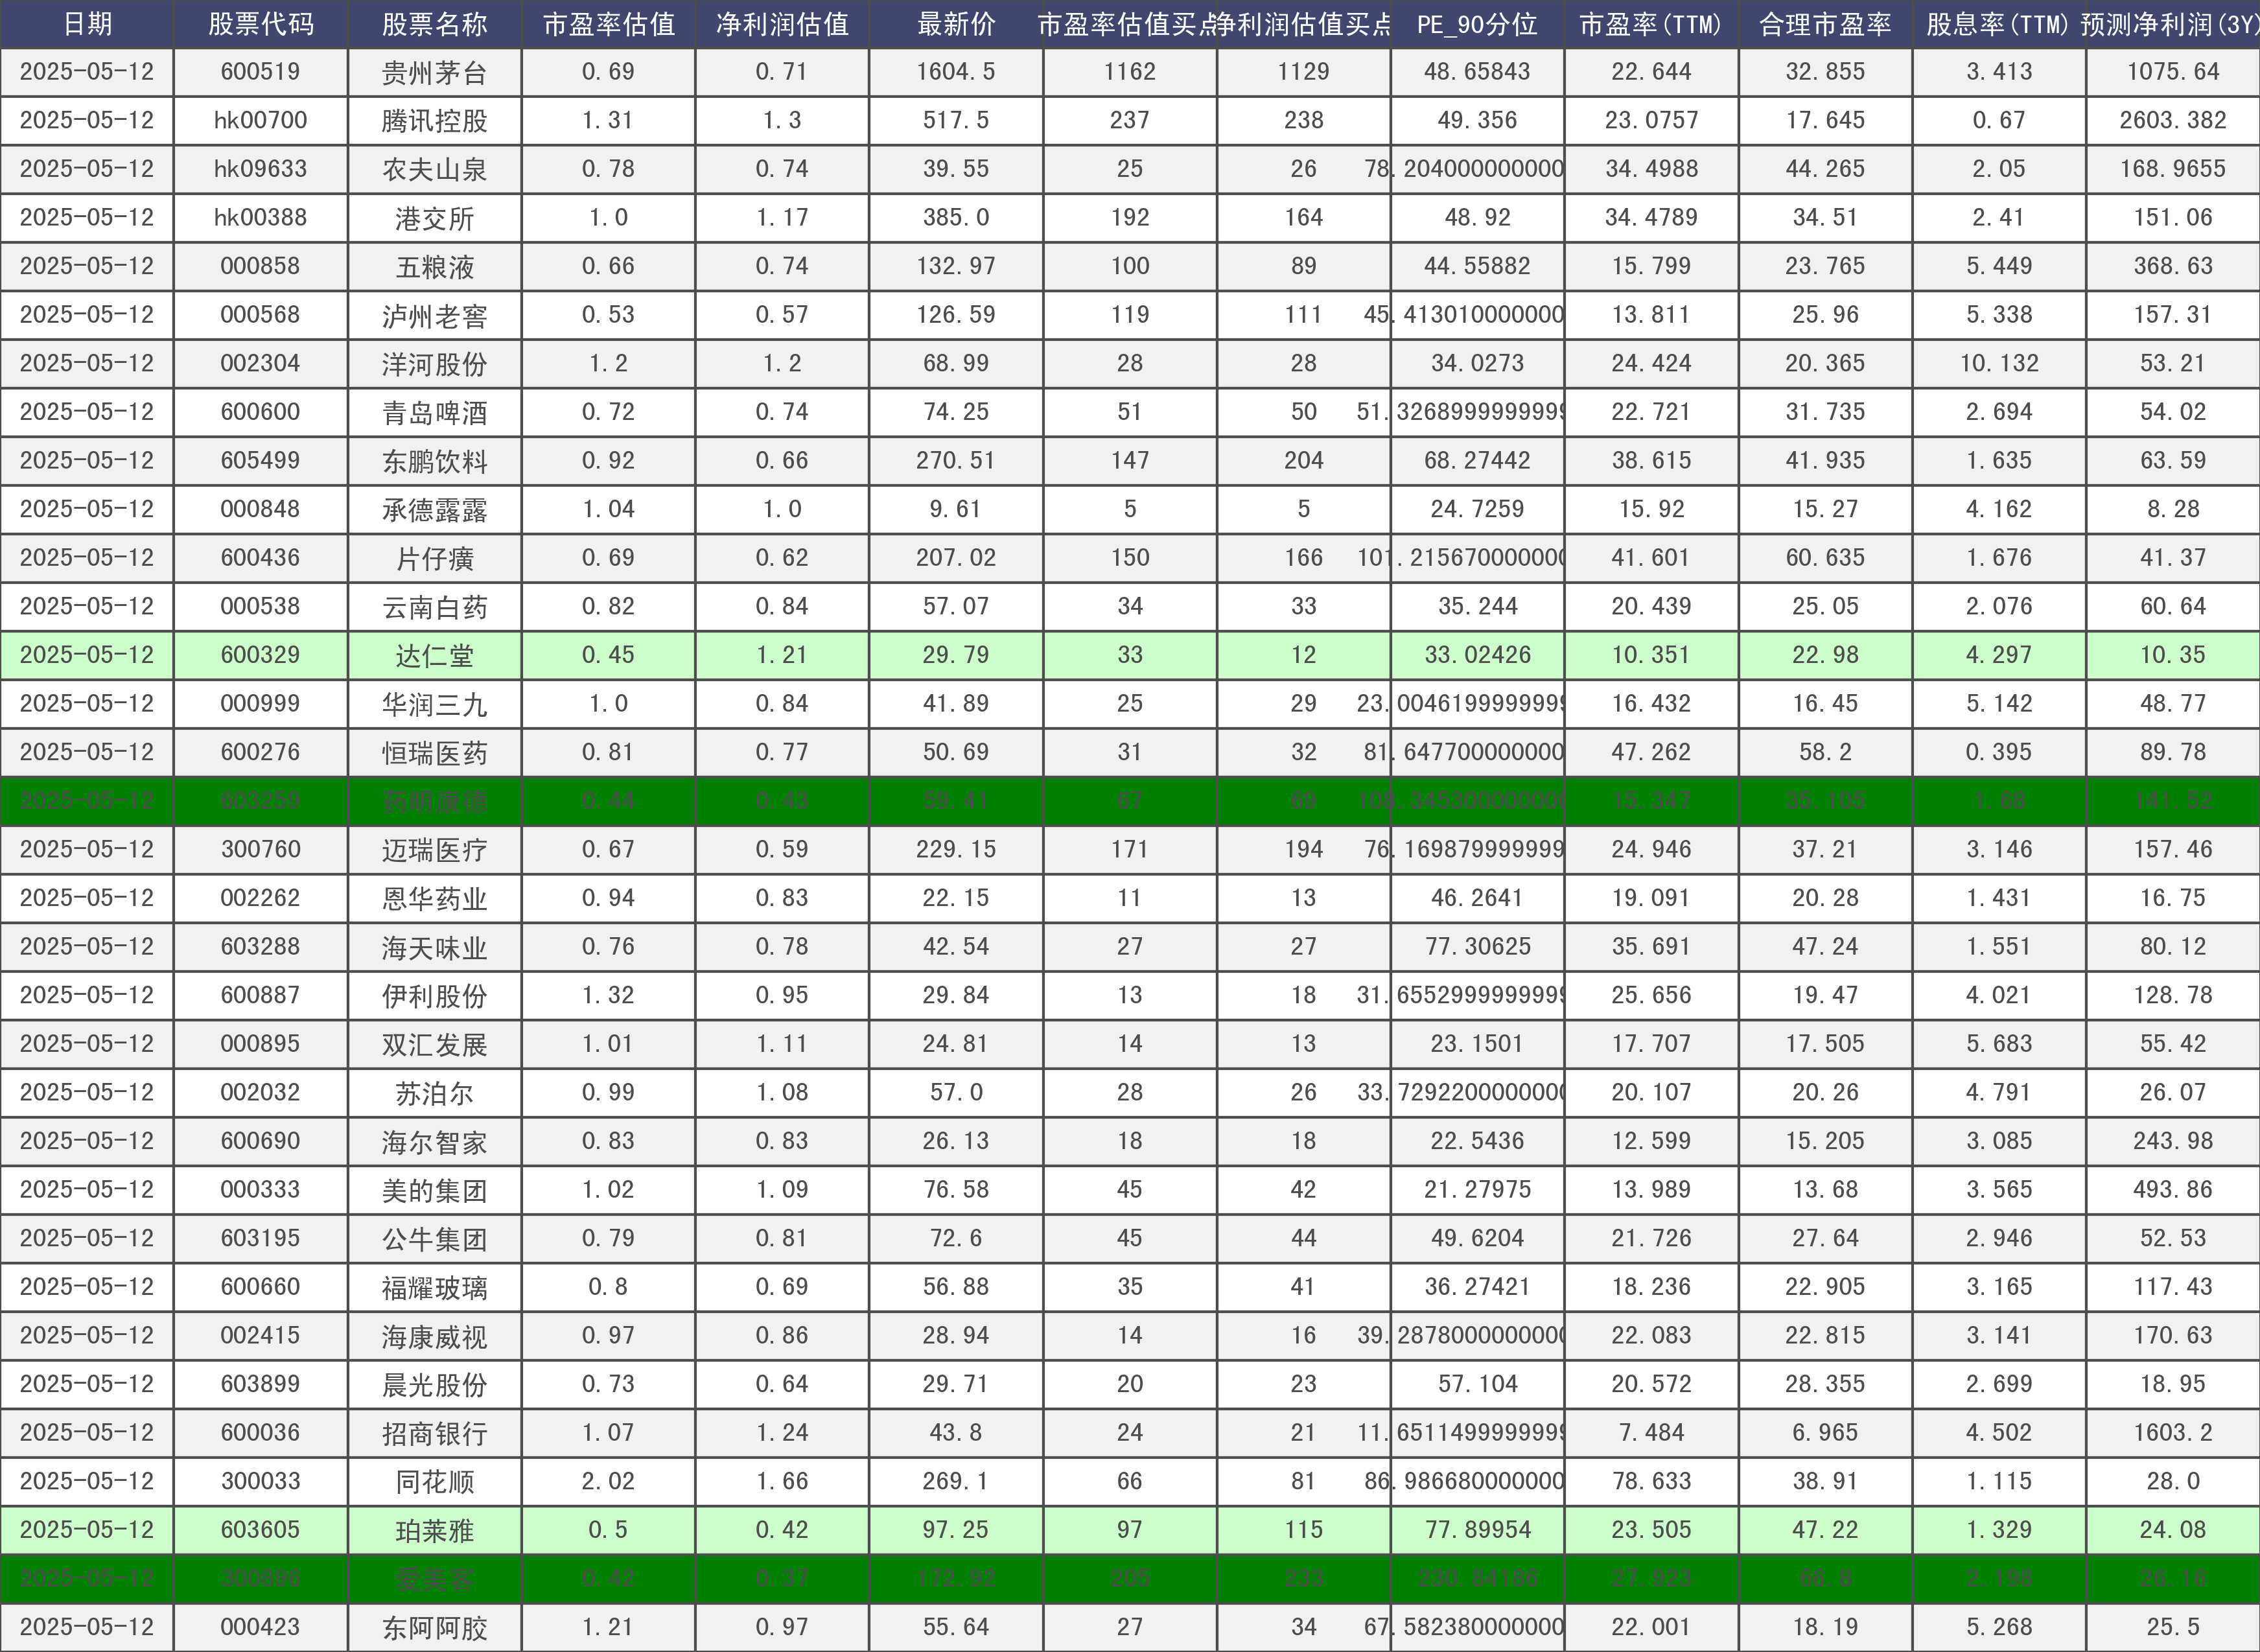 日期 股票代码 股票名称 市盈率估值 净利润估值 最新价 市盈率估值买点 净利润估值买点 PE_90分位 市盈率(TTM) 合理市盈率 股息率(TTM) 预测净利润(3Y)
2025-05-12 600519 贵州茅台 0.69 0.71 1604.5 1162 1129 48.65843 22.644 32.855 3.413 1075.64
2025-05-12 hk00700 腾讯控股 1.31 1.3 517.5 237 238 49.356 23.0757 17.645 0.67 2603.382
2025-05-12 hk09633 农夫山泉 0.78 0.74 39.55 25 26 78.204000000000 34.4988 44.265 2.05 168.9655
2025-05-12 hk00388 港交所 1.0 1.17 385.0 192 164 48.92 34.4789 34.51 2.41 151.06
2025-05-12 000858 五粮液 0.66 0.74 132.97 100 89 44.55882 15.799 23.765 5.449 368.63
2025-05-12 000568 泸州老窖 0.53 0.57 126.59 119 111 45.413010000000 13.811 25.96 5.338 157.31
2025-05-12 002304 洋河股份 1.2 1.2 68.99 28 28 34.0273 24.424 20.365 10.132 53.21
2025-05-12 600600 青岛啤酒 0.72 0.74 74.25 51 50 51.3268999999999 22.721 31.735 2.694 54.02
2025-05-12 605499 东鹏饮料 0.92 0.66 270.51 147 204 68.27442 38.615 41.935 1.635 63.59
2025-05-12 000848 承德露露 1.04 1.0 9.61 5 5 24.7259 15.92 15.27 4.162 8.28
2025-05-12 600436 片仔癀 0.69 0.62 207.02 150 166 101.215670000000 41.601 60.635 1.676 41.37
2025-05-12 000538 云南白药 0.82 0.84 57.07 34 33 35.244 20.439 25.05 2.076 60.64
2025-05-12 600329 达仁堂 0.45 1.21 29.79 33 12 33.02426 10.351 22.98 4.297 10.35
2025-05-12 000999 华润三九 1.0 0.84 41.89 25 29 23.0046199999999 16.432 16.45 5.142 48.77
2025-05-12 600276 恒瑞医药 0.81 0.77 50.69 31 32 81.647700000000 47.262 58.2 0.395 89.78
2025-05-12 603259 药明康德 0.44 0.43 59.41 67 69 108.345300000000 15.347 35.105 1.68 141.52
2025-05-12 300760 迈瑞医疗 0.67 0.59 229.15 171 194 76.169879999999 24.946 37.21 3.146 157.46
2025-05-12 002262 恩华药业 0.94 0.83 22.15 11 13 46.2641 19.091 20.28 1.431 16.75
2025-05-12 603288 海天味业 0.76 0.78 42.54 27 27 77.30625 35.691 47.24 1.551 80.12
2025-05-12 600887 伊利股份 1.32 0.95 29.84 13 18 31.6552999999999 25.656 19.47 4.021 128.78
2025-05-12 000895 双汇发展 1.01 1.11 24.81 14 13 23.1501 17.707 17.505 5.683 55.42
2025-05-12 002032 苏泊尔 0.99 1.08 57.0 28 26 33.7292200000000 20.107 20.26 4.791 26.07
2025-05-12 600690 海尔智家 0.83 0.83 26.13 18 18 22.5436 12.599 15.205 3.085 243.98
2025-05-12 000333 美的集团 1.02 1.09 76.58 45 42 21.27975 13.989 13.68 3.565 493.86
2025-05-12 603195 公牛集团 0.79 0.81 72.6 45 44 49.6204 21.726 27.64 2.946 52.53
2025-05-12 600660 福耀玻璃 0.8 0.69 56.88 35 41 36.27421 18.236 22.905 3.165 117.43
2025-05-12 002415 海康威视 0.97 0.86 28.94 14 16 39.2878000000000 22.083 22.815 3.141 170.63
2025-05-12 603899 晨光股份 0.73 0.64 29.71 20 23 57.104 20.572 28.355 2.699 18.95
2025-05-12 600036 招商银行 1.07 1.24 43.8 24 21 11.6511499999999 7.484 6.965 4.502 1603.2
2025-05-12 300033 同花顺 2.02 1.66 269.1 66 81 86.986680000000 78.633 38.91 1.115 28.0
2025-05-12 603605 珀莱雅 0.5 0.42 97.25 97 115 77.89954 23.505 47.22 1.329 24.08
2025-05-12 300896 爱美客 0.42 0.37 172.92 205 233 230.84186 27.923 66.8 2.198 26.16
2025-05-12 000423 东阿阿胶 1.21 0.97 55.64 27 34 67.582380000000 22.001 18.19 5.268 25.5